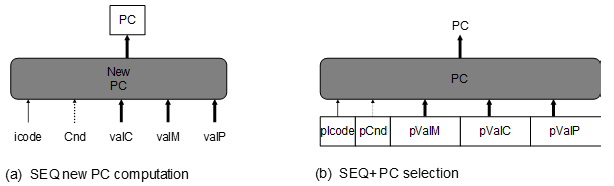 PC
New
PC
icode Cnd valC valM valP
(a) SEQ new PC computation
PC
PC
pIcode pCnd pValM pValC pValP
(b) SEQ+ PC selection